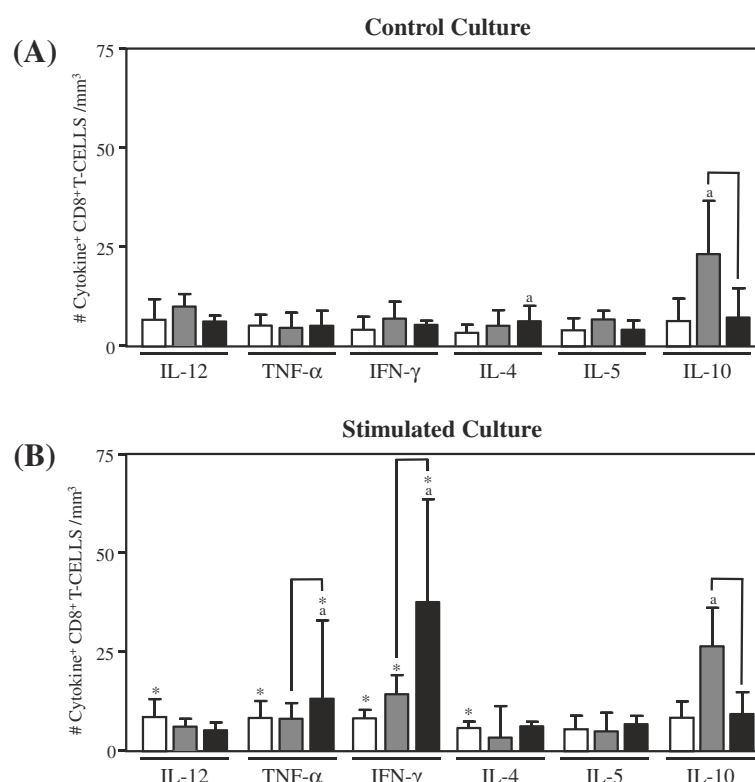 Control Culture
(A)
# Cytokine⁺ CD8⁺T-CELLS /mm³
75
50
25
0
a
a
IL-12 TNF-α IFN-γ IL-4 IL-5 IL-10
Stimulated Culture
(B)
# Cytokine⁺ CD8⁺T-CELLS /mm³
75
50
25
0
* * * a * * * a * a
IL-12 TNF-α IFN-γ IL-4 IL-5 IL-10